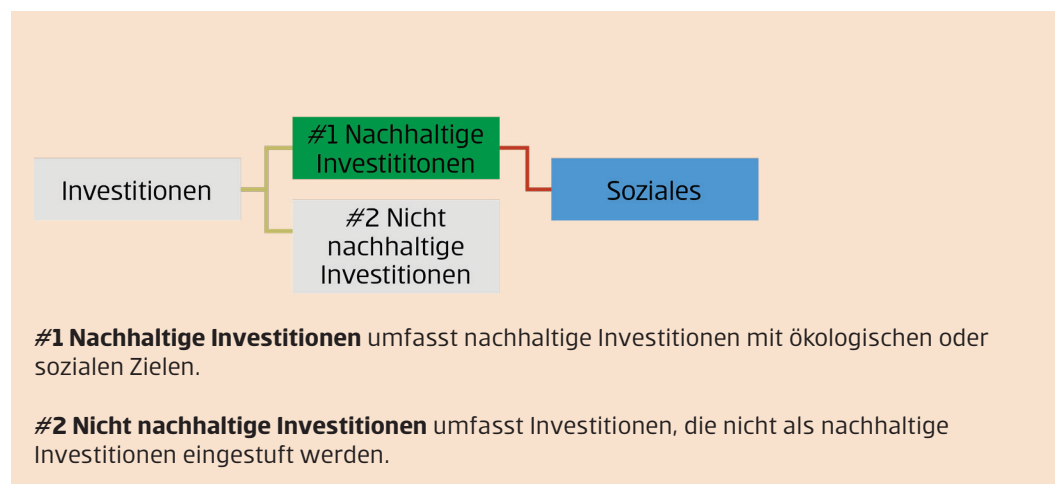 #1 Nachhaltige
Investititonen
Investitionen
Soziales
#2 Nicht
nachhaltige
Investitionen
#1 Nachhaltige Investitionen umfasst nachhaltige Investitionen mit ökologischen oder
sozialen Zielen.
#2 Nicht nachhaltige Investitionen umfasst Investitionen, die nicht als nachhaltige
Investitionen eingestuft werden.